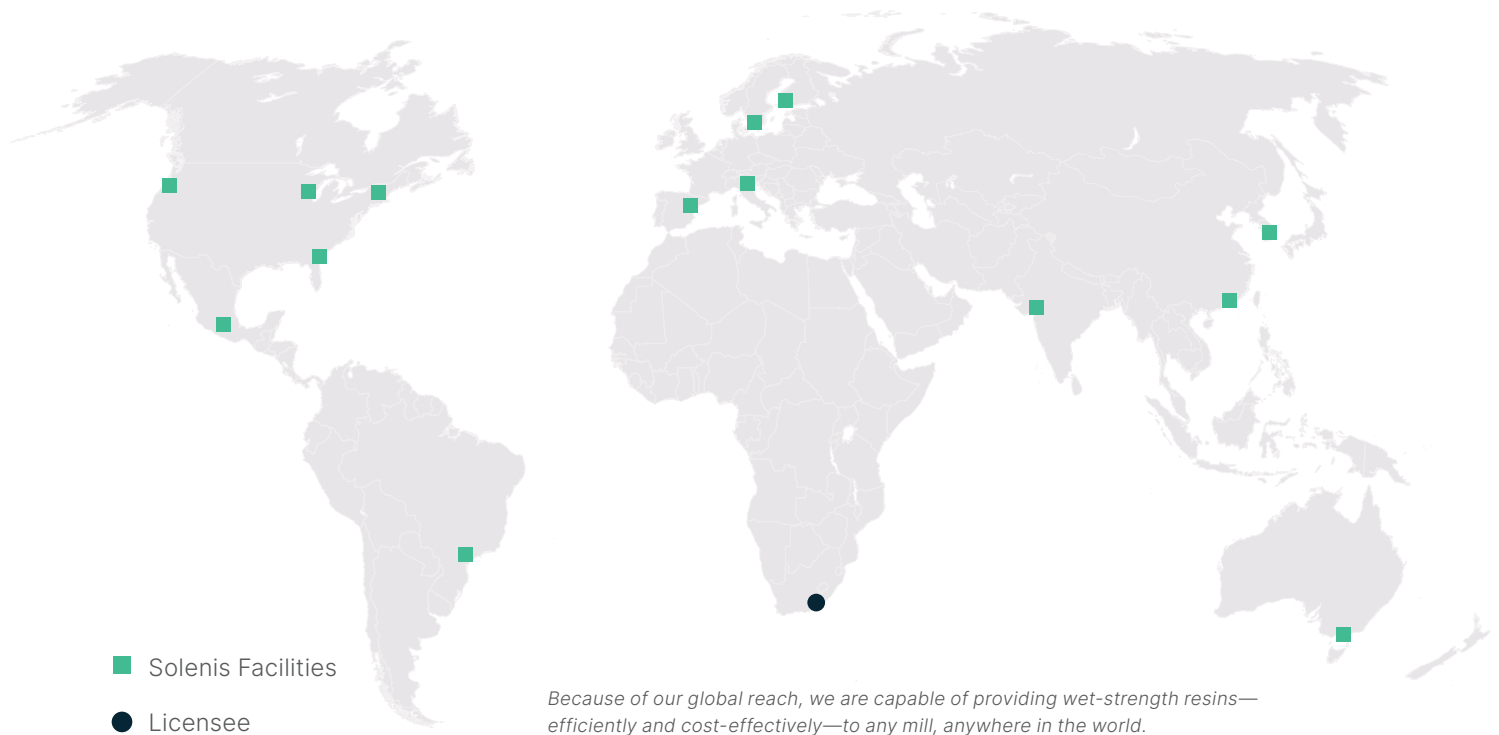 Solenis Facilities
Licensee
Because of our global reach, we are capable of providing wet-strength resins—
efficiently and cost-effectively—to any mill, anywhere in the world.